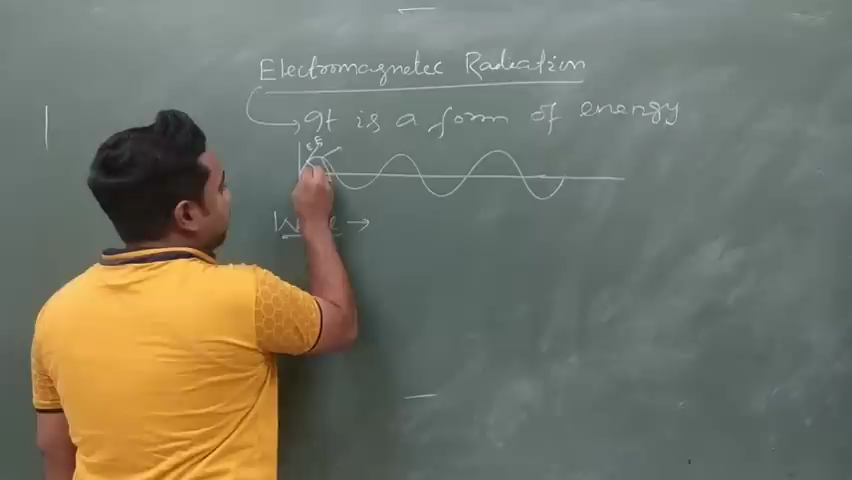 Electromagnetic Radiation
It is a form of energy
→